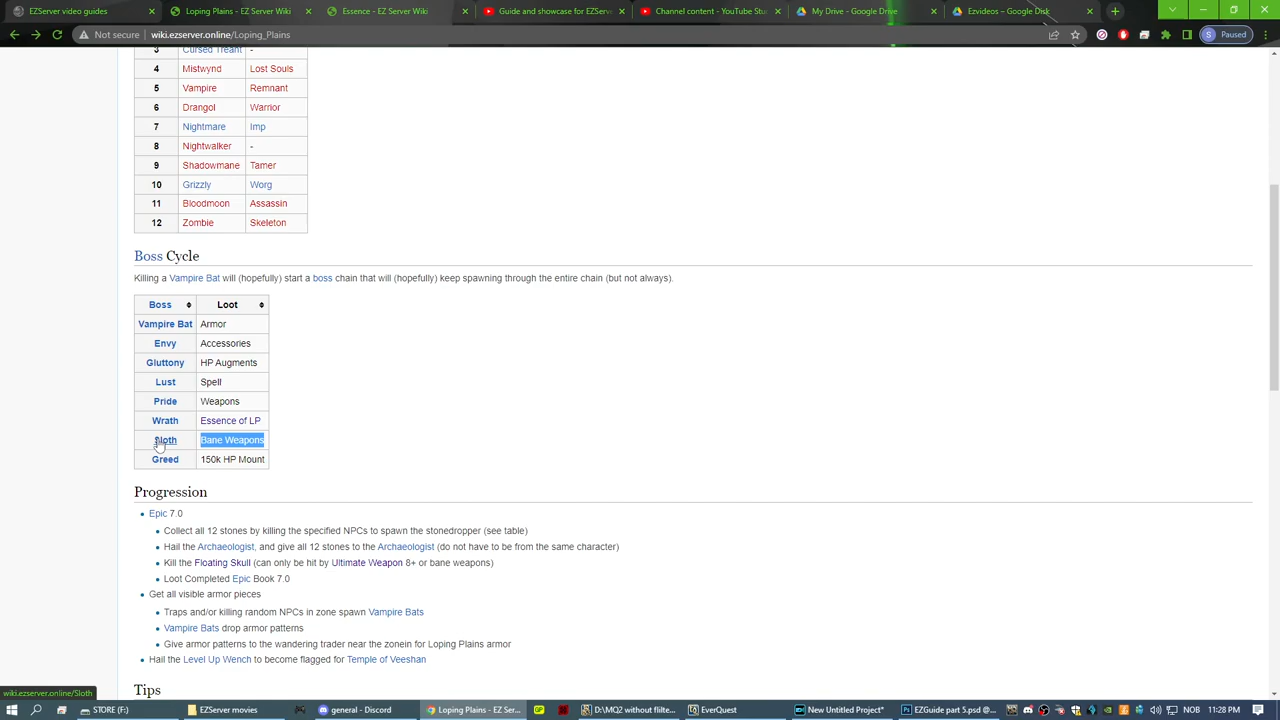 EZServer video guides
Loping Plains - EZ Server Wiki
Essence - EZ Server Wiki
Guide and showcase for EZServ
Channel content - YouTube Stu
My Drive – Google Drive
Ezvideos – Google Disk
Not secure | wiki.ezserver.online/Loping_Plains
S Paused
3 Cursed Treant -
4 Mistwynd Lost Souls
5 Vampire Remnant
6 Drangol Warrior
7 Nightmare Imp
8 Nightwalker -
9 Shadowmane Tamer
10 Grizzly Worg
11 Bloodmoon Assassin
12 Zombie Skeleton
Boss Cycle
Killing a Vampire Bat will (hopefully) start a boss chain that will (hopefully) keep spawning through the entire chain (but not always).
Boss Loot
Vampire Bat Armor
Envy Accessories
Gluttony HP Augments
Lust Spell
Pride Weapons
Wrath Essence of LP
Sloth Bane Weapons
Greed 150k HP Mount
Progression
• Epic 7.0
• Collect all 12 stones by killing the specified NPCs to spawn the stonedropper (see table)
• Hail the Archaeologist, and give all 12 stones to the Archaeologist (do not have to be from the same character)
• Kill the Floating Skull (can only be hit by Ultimate Weapon 8+ or bane weapons)
• Loot Completed Epic Book 7.0
• Get all visible armor pieces
• Traps and/or killing random NPCs in zone spawn Vampire Bats
• Vampire Bats drop armor patterns
• Give armor patterns to the wandering trader near the zonein for Loping Plains armor
• Hail the Level Up Wench to become flagged for Temple of Veeshan
Tips
wiki.ezserver.online/Sloth
STORE (F:)
EZServer movies
general - Discord
Loping Plains - EZ Ser...
D:\MQ2 without fliilte...
EverQuest
New Untitled Project*
EZGuide part 5.psd @ ...
NOB
11:28 PM